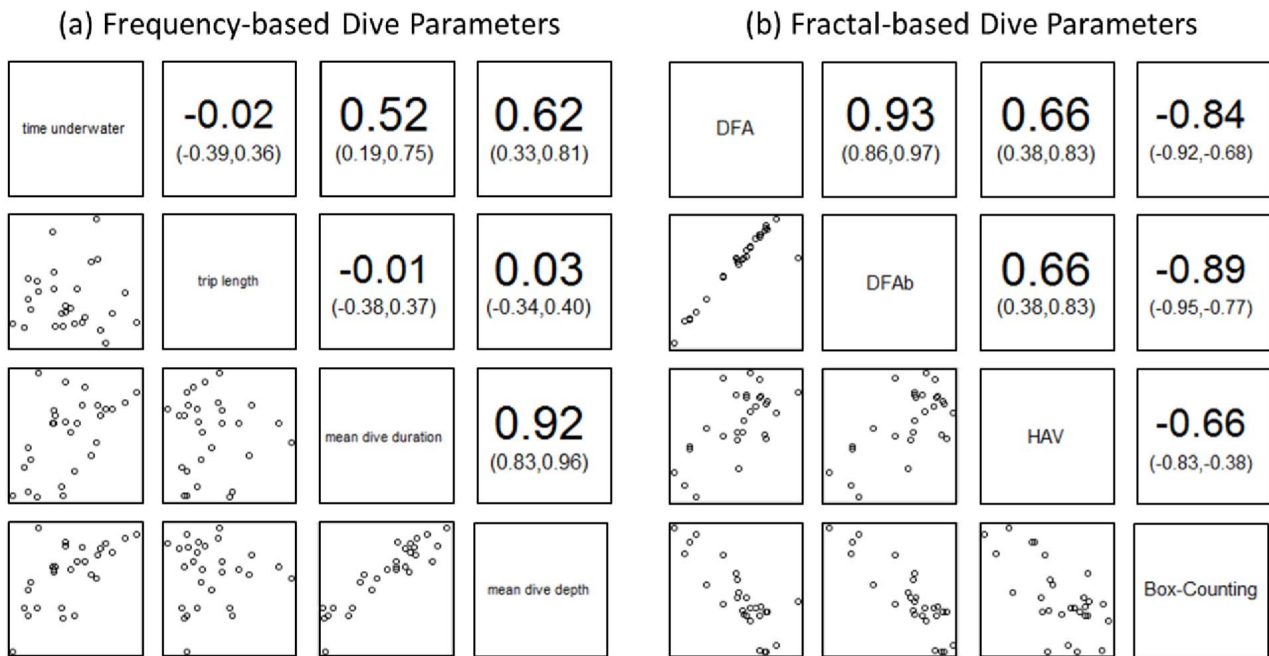 (a) Frequency-based Dive Parameters
time underwater
-0.02
(-0.39,0.36)
0.52
(0.19,0.75)
0.62
(0.33,0.81)
trip length
-0.01
(-0.38,0.37)
0.03
(-0.34,0.40)
mean dive duration
0.92
(0.83,0.96)
mean dive depth
(b) Fractal-based Dive Parameters
DFA
0.93
(0.86,0.97)
0.66
(0.38,0.83)
-0.84
(-0.92,-0.68)
DFAb
0.66
(0.38,0.83)
-0.89
(-0.95,-0.77)
HAV
-0.66
(-0.83,-0.38)
Box-Counting